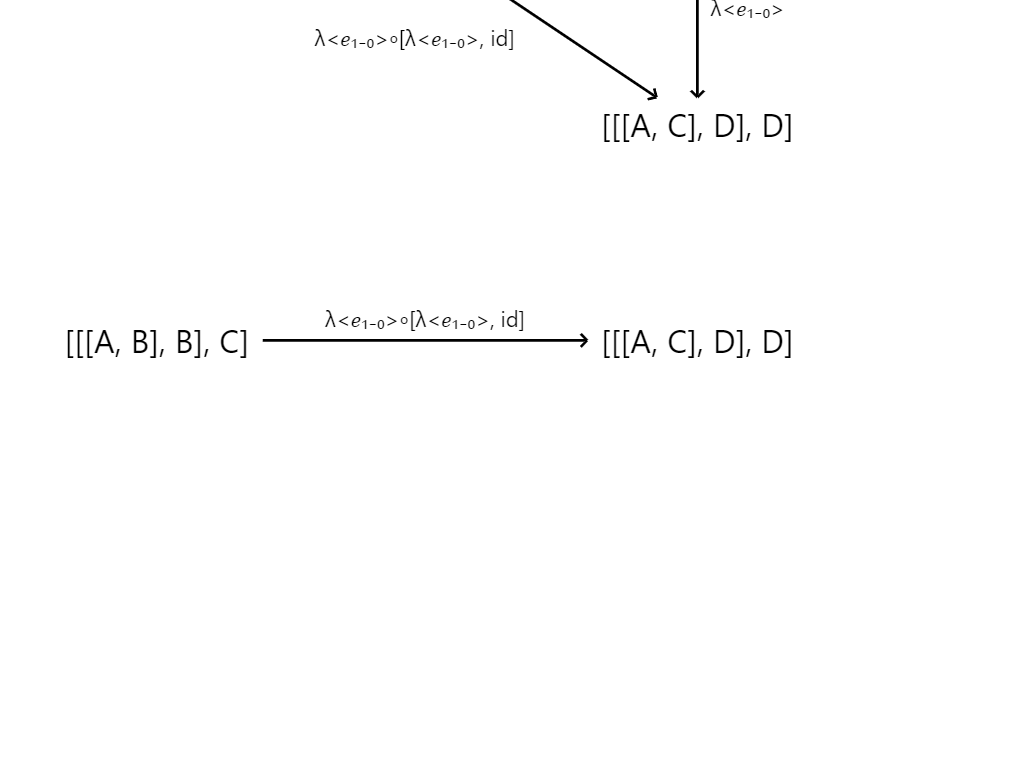 λ<e₁₋₀>
λ<e₁₋₀>∘[λ<e₁₋₀>, id]
[[[A, C], D], D]
λ<e₁₋₀>∘[λ<e₁₋₀>, id]
[[[A, B], B], C]
[[[A, C], D], D]